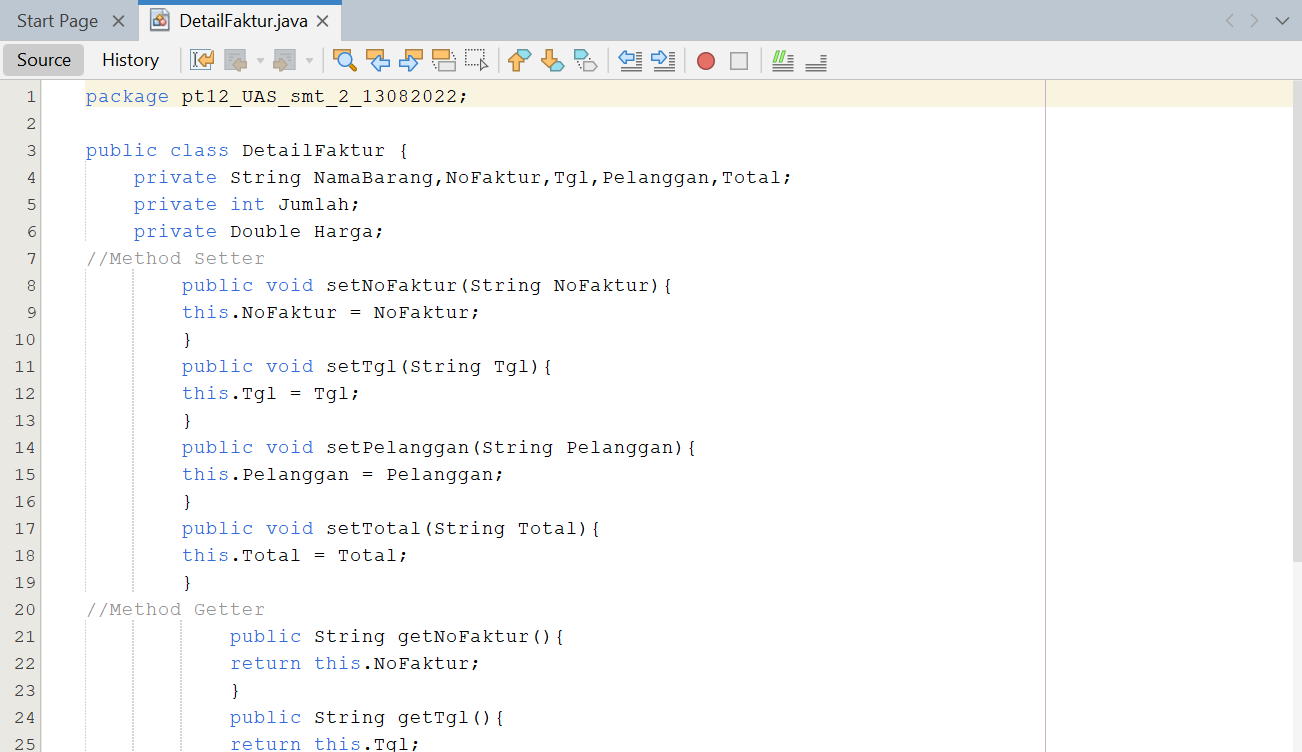 Start Page
DetailFaktur.java
Source History
1 package pt12_UAS_smt_2_13082022;
2
3 public class DetailFaktur {
4 private String NamaBarang,NoFaktur,Tgl,Pelanggan,Total;
5 private int Jumlah;
6 private Double Harga;
7 //Method Setter
8 public void setNoFaktur(String NoFaktur){
9 this.NoFaktur = NoFaktur;
10 }
11 public void setTgl(String Tgl){
12 this.Tgl = Tgl;
13 }
14 public void setPelanggan(String Pelanggan){
15 this.Pelanggan = Pelanggan;
16 }
17 public void setTotal(String Total){
18 this.Total = Total;
19 }
20 //Method Getter
21 public String getNoFaktur(){
22 return this.NoFaktur;
23 }
24 public String getTgl(){
25 return this.Tgl;